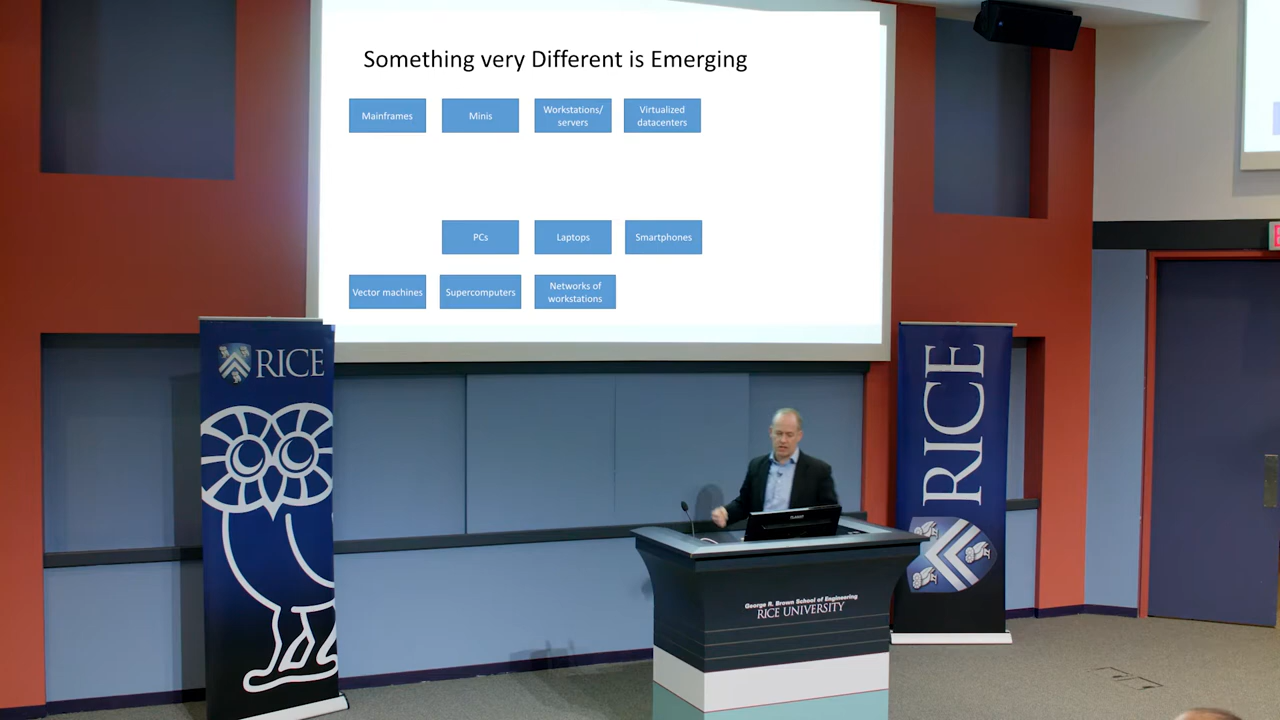 Something very Different is Emerging
Mainframes
Minis
Workstations/
servers
Virtualized
datacenters
PCs
Laptops
Smartphones
Vector machines
Supercomputers
Networks of
workstations
RICE
RICE
George R. Brown School of Engineering
RICE UNIVERSITY